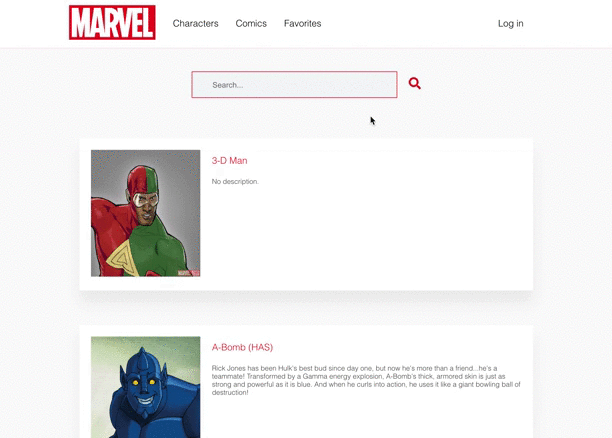 MARVEL
Characters
Comics
Favorites
Log in
Search...
3-D Man
No description.
A-Bomb (HAS)
Rick Jones has been Hulk's best bud since day one, but now he's more than a friend...he's a
teammate! Transformed by a Gamma energy explosion, A-Bomb's thick, armored skin is just as
strong and powerful as it is blue. And when he curls into action, he uses it like a giant bowling ball of
destruction!